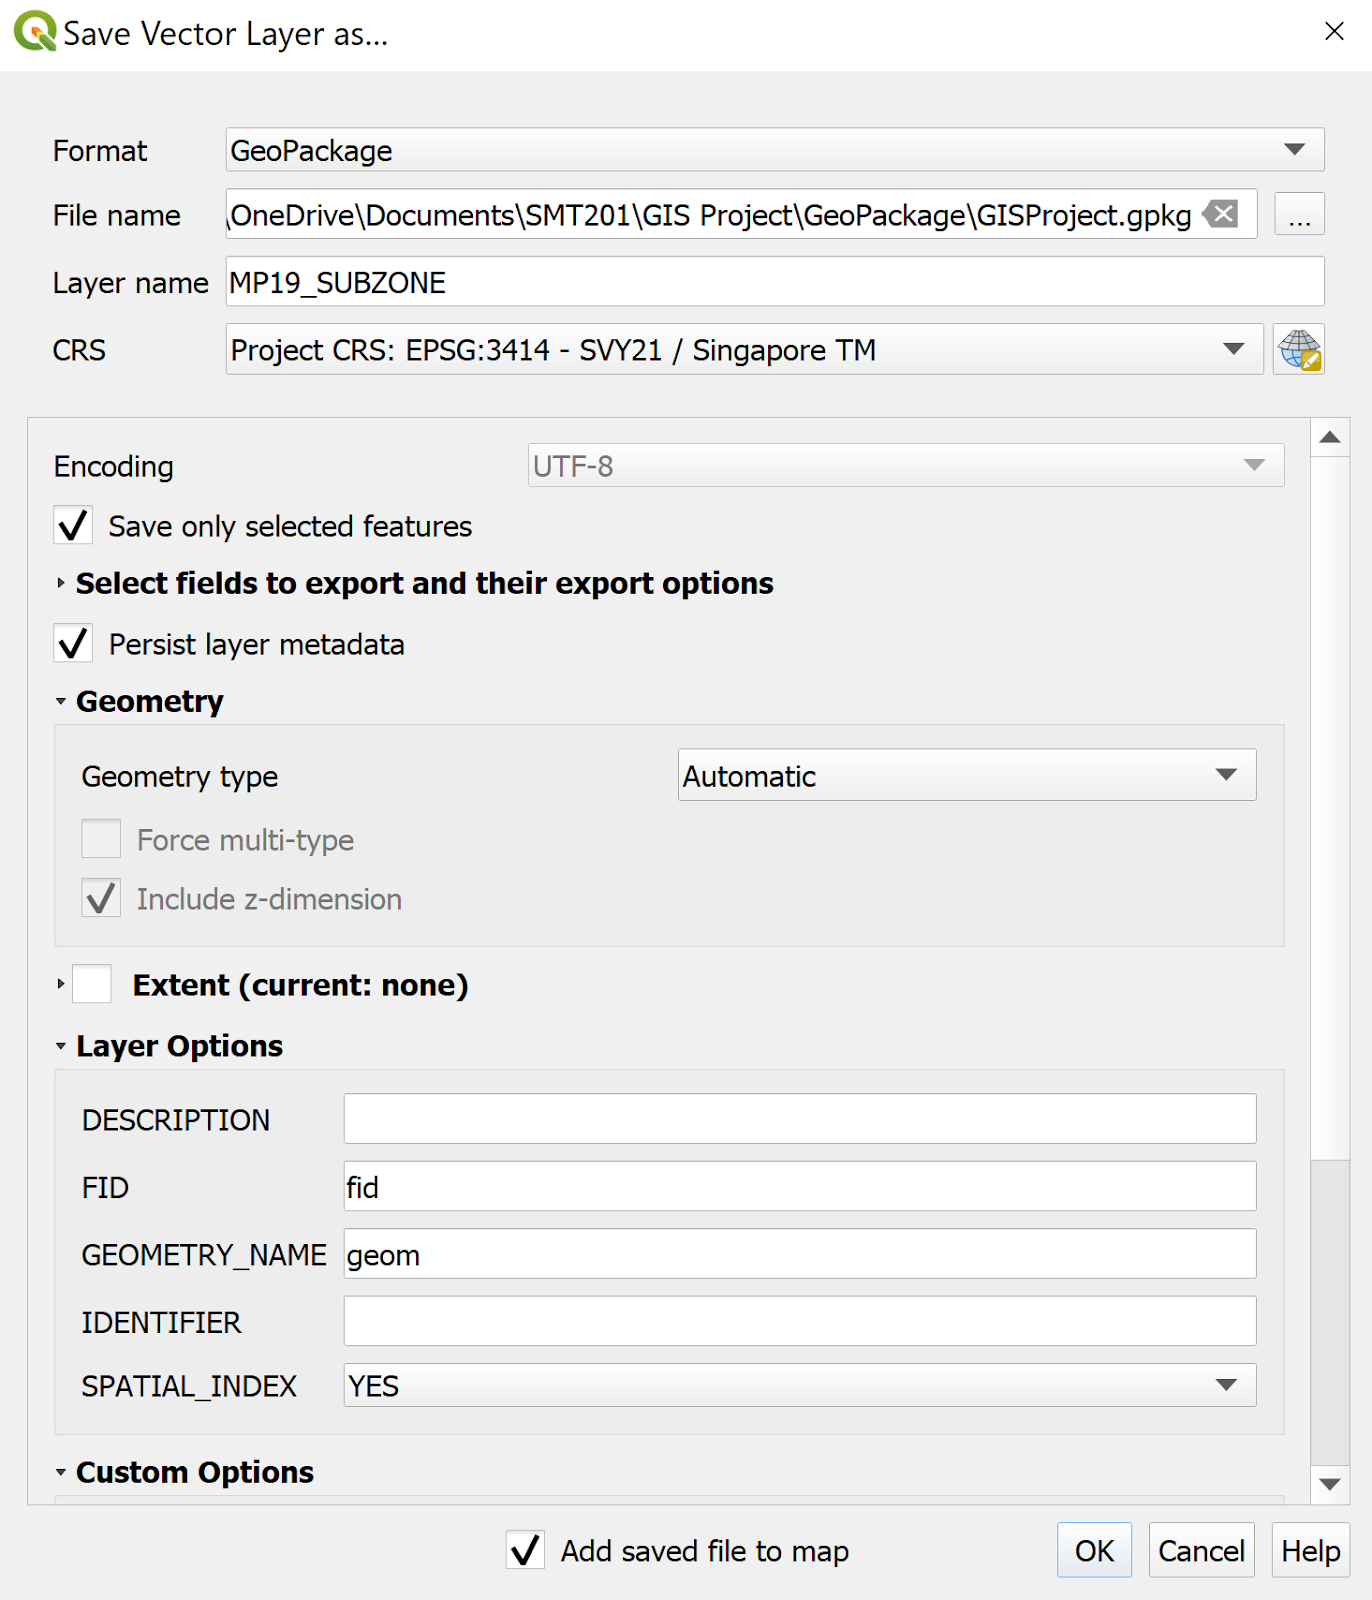 Save Vector Layer as...
Format GeoPackage
File name \OneDrive\Documents\SMT201\GIS Project\GeoPackage\GISProject.gpkg ...
Layer name MP19_SUBZONE
CRS Project CRS: EPSG:3414 - SVY21 / Singapore TM
Encoding UTF-8
Save only selected features
Select fields to export and their export options
Persist layer metadata
Geometry
Geometry type Automatic
Force multi-type
Include z-dimension
Extent (current: none)
Layer Options
DESCRIPTION
FID fid
GEOMETRY_NAME geom
IDENTIFIER
SPATIAL_INDEX YES
Custom Options
Add saved file to map OK Cancel Help